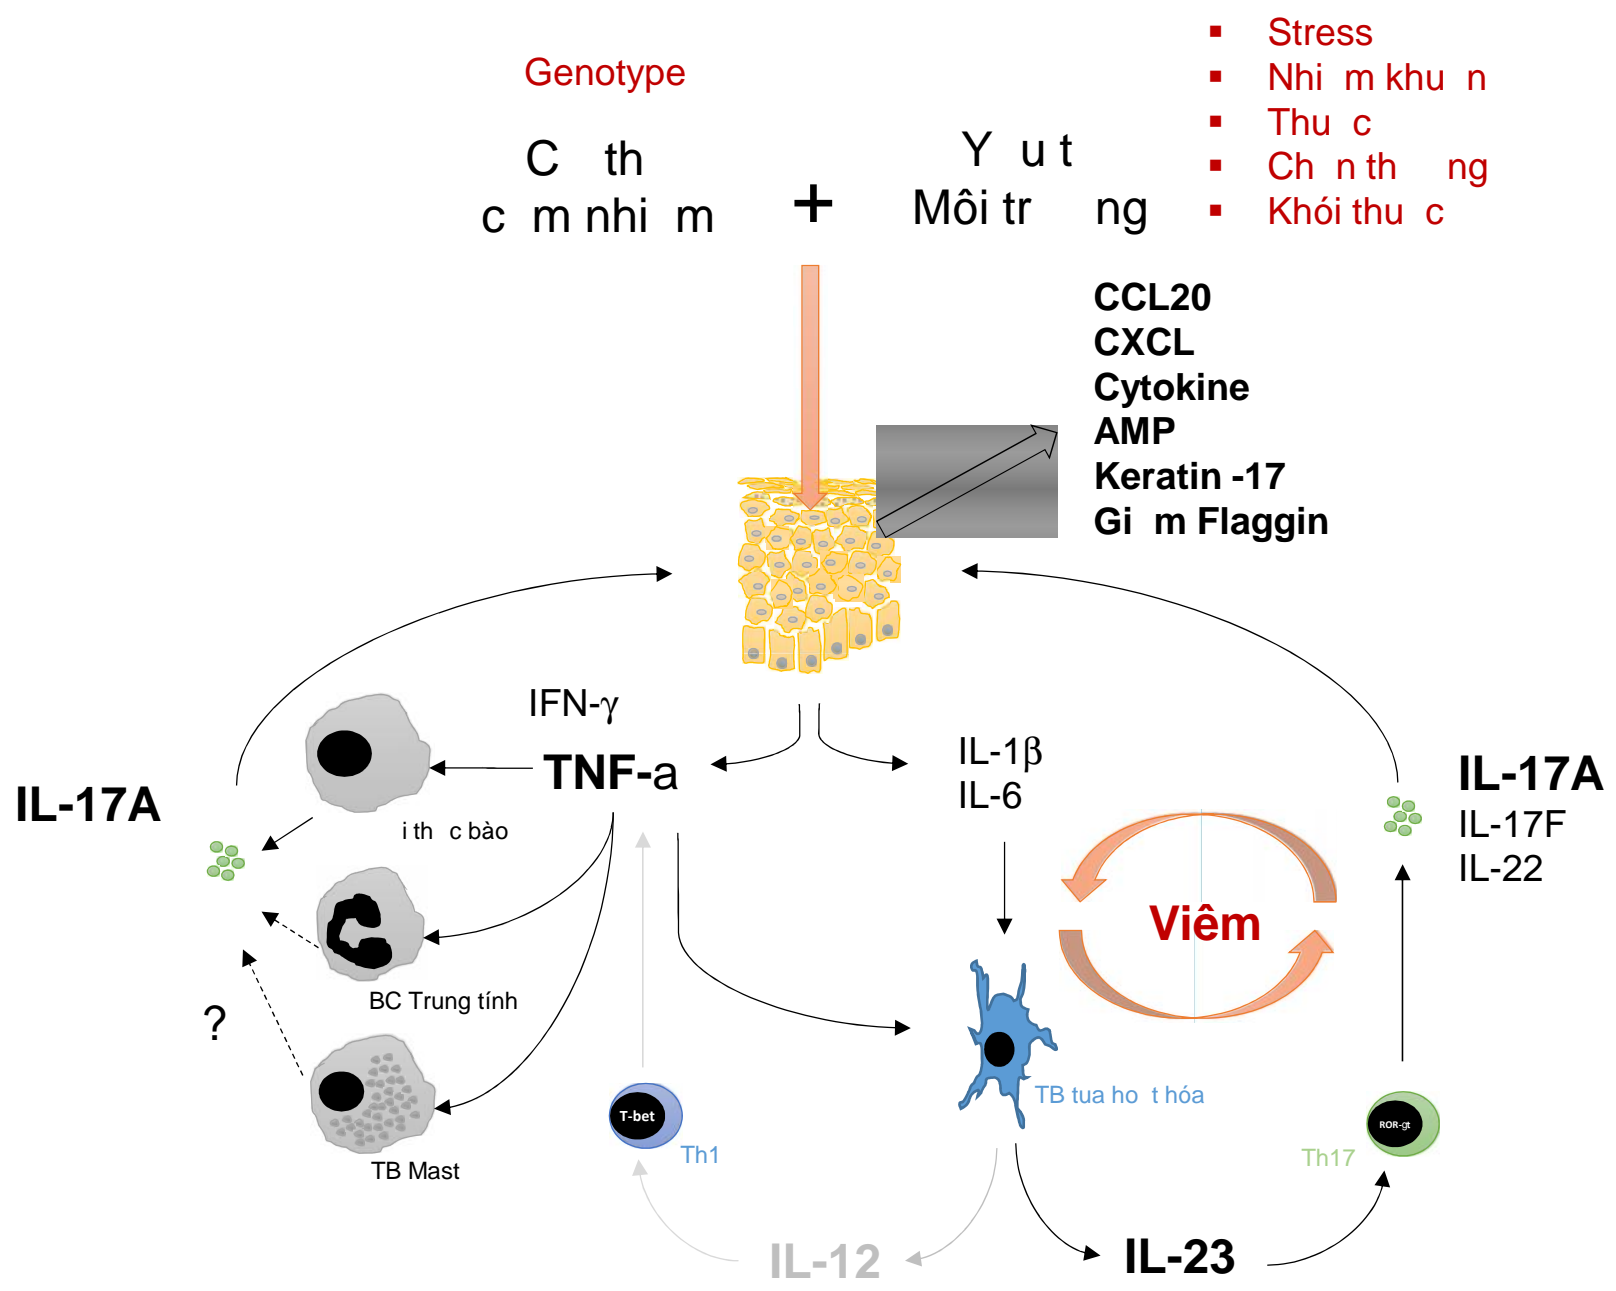 Genotype
C th
c m nhi m
+
Y u t
Môi tr ng
▪ Stress
▪ Nhi m khu n
▪ Thu c
▪ Ch n th ng
▪ Khói thu c
CCL20
CXCL
Cytokine
AMP
Keratin -17
Gi m Flaggin
IFN-γ
TNF-a
IL-1β
IL-6
IL-17A
i th c bào
BC Trung tính
?
TB Mast
IL-17A
IL-17F
IL-22
Viêm
TB tua ho t hóa
T-bet
Th1
ROR-gt
Th17
IL-12
IL-23